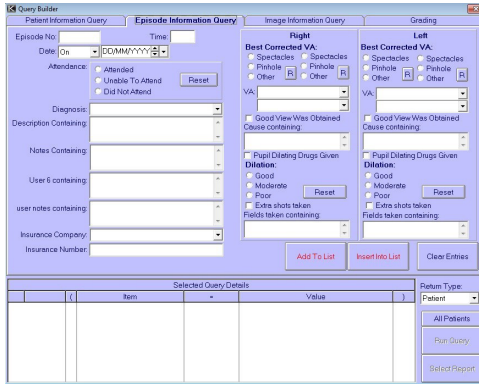 Query Builder
Patient Information Query
Episode Information Query
Image Information Query
Grading
Episode No:
Time:
Date:
On
DD/MM/YYYY
Attendance:
Attended
Unable To Attend
Did Not Attend
Reset
Diagnosis:
Description Containing:
Notes Containing:
User 6 containing:
user notes containing:
Insurance Company:
Insurance Number:
Right
Best Corrected VA:
Spectacles
Spectacles
Pinhole
Pinhole
Other
R
Other
R
VA:
Good View Was Obtained
Cause containing:
Pupil Dilating Drugs Given
Dilation:
Good
Moderate
Poor
Reset
Extra shots taken
Fields taken containing:
Left
Best Corrected VA:
Spectacles
Spectacles
Pinhole
Pinhole
Other
R
Other
R
VA:
Good View Was Obtained
Cause containing:
Pupil Dilating Drugs Given
Dilation:
Good
Moderate
Poor
Reset
Extra shots taken
Fields taken containing:
Add To List
Insert Into List
Clear Entries
Selected Query Details
( Item = Value )
Return Type:
Patient
All Patients
Run Query
Select Report